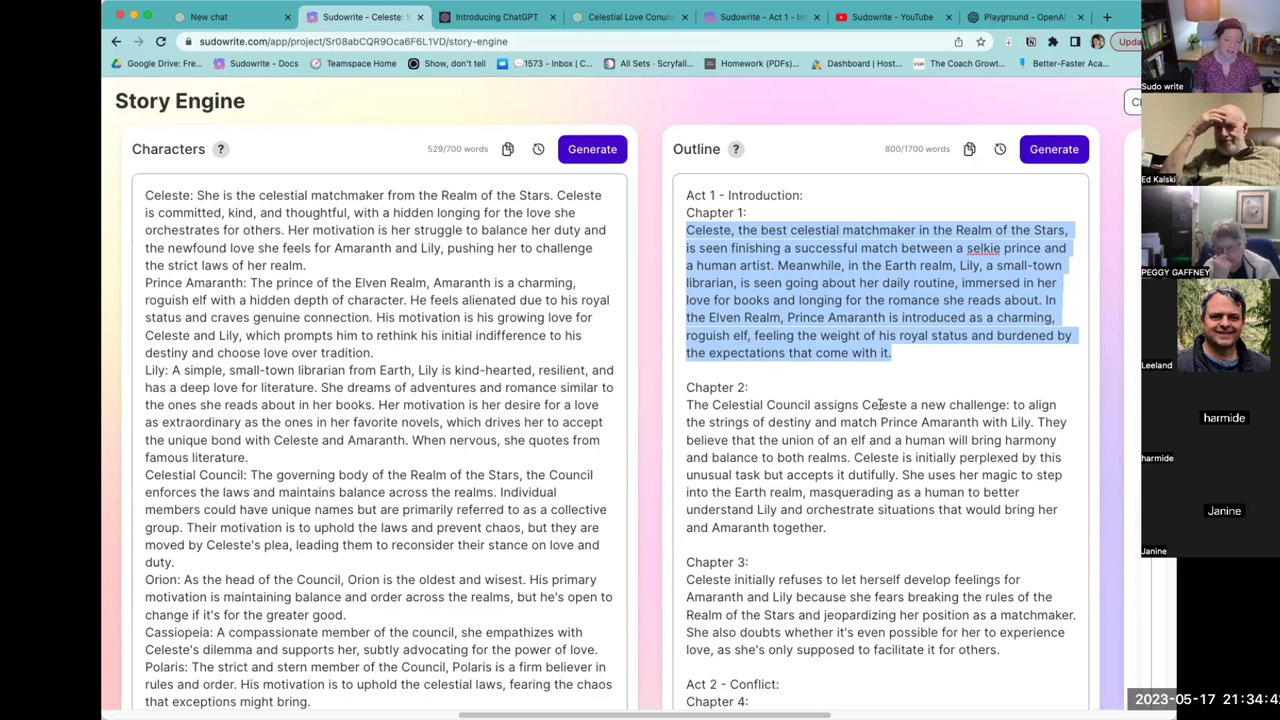 New chat
Sudowrite - Celeste: S
Introducing ChatGPT
Celestial Love Conun
Sudowrite - Act 1 - In
Sudowrite - YouTube
Playground - OpenAI
sudowrite.com/app/project/Sr08abCQR9Oca6F6L1VD/story-engine
Upda
Google Drive: Fre...
Sudowrite - Docs
Teamspace Home
Show, don't tell
1573 - Inbox | C...
All Sets · Scryfall...
Homework (PDFs)...
Dashboard | Host...
The Coach Growt...
Better-Faster Aca...
Story Engine
Characters ?
529/700 words
Generate
Celeste: She is the celestial matchmaker from the Realm of the Stars. Celeste
is committed, kind, and thoughtful, with a hidden longing for the love she
orchestrates for others. Her motivation is her struggle to balance her duty and
the newfound love she feels for Amaranth and Lily, pushing her to challenge
the strict laws of her realm.
Prince Amaranth: The prince of the Elven Realm, Amaranth is a charming,
roguish elf with a hidden depth of character. He feels alienated due to his royal
status and craves genuine connection. His motivation is his growing love for
Celeste and Lily, which prompts him to rethink his initial indifference to his
destiny and choose love over tradition.
Lily: A simple, small-town librarian from Earth, Lily is kind-hearted, resilient, and
has a deep love for literature. She dreams of adventures and romance similar to
the ones she reads about in her books. Her motivation is her desire for a love
as extraordinary as the ones in her favorite novels, which drives her to accept
the unique bond with Celeste and Amaranth. When nervous, she quotes from
famous literature.
Celestial Council: The governing body of the Realm of the Stars, the Council
enforces the laws and maintains balance across the realms. Individual
members could have unique names but are primarily referred to as a collective
group. Their motivation is to uphold the laws and prevent chaos, but they are
moved by Celeste's plea, leading them to reconsider their stance on love and
duty.
Orion: As the head of the Council, Orion is the oldest and wisest. His primary
motivation is maintaining balance and order across the realms, but he's open to
change if it's for the greater good.
Cassiopeia: A compassionate member of the council, she empathizes with
Celeste's dilemma and supports her, subtly advocating for the power of love.
Polaris: The strict and stern member of the Council, Polaris is a firm believer in
rules and order. His motivation is to uphold the celestial laws, fearing the chaos
that exceptions might bring.
Outline ?
800/1700 words
Generate
Act 1 - Introduction:
Chapter 1:
Celeste, the best celestial matchmaker in the Realm of the Stars,
is seen finishing a successful match between a selkie prince and
a human artist. Meanwhile, in the Earth realm, Lily, a small-town
librarian, is seen going about her daily routine, immersed in her
love for books and longing for the romance she reads about. In
the Elven Realm, Prince Amaranth is introduced as a charming,
roguish elf, feeling the weight of his royal status and burdened by
the expectations that come with it.
Chapter 2:
The Celestial Council assigns Celeste a new challenge: to align
the strings of destiny and match Prince Amaranth with Lily. They
believe that the union of an elf and a human will bring harmony
and balance to both realms. Celeste is initially perplexed by this
unusual task but accepts it dutifully. She uses her magic to step
into the Earth realm, masquerading as a human to better
understand Lily and orchestrate situations that would bring her
and Amaranth together.
Chapter 3:
Celeste initially refuses to let herself develop feelings for
Amaranth and Lily because she fears breaking the rules of the
Realm of the Stars and jeopardizing her position as a matchmaker.
She also doubts whether it's even possible for her to experience
love, as she's only supposed to facilitate it for others.
Act 2 - Conflict:
Chapter 4:
Sudo write
Ed Kalski
PEGGY GAFFNEY
Leeland
harmide
harmide
Janine
Janine
2023-05-17 21:34:4